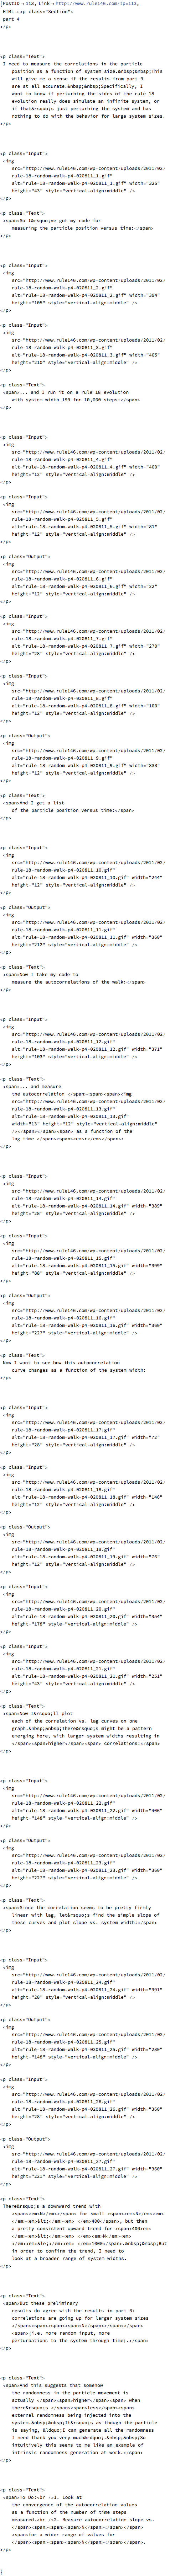 {PostID → 113, Link → http://www.rule146.com/?p=113,
HTML → <p class="Section">
part 4
</p>
<p class="Text">
I need to measure the correlations in the particle
position as a function of system size.&nbsp;&nbsp;This
will give me a sense if the results from part 3
are at all accurate.&nbsp;&nbsp;Specifically, I
want to know if perturbing the sides of the rule 18
evolution really does simulate an infinite system, or
if that&rsquo;s just perturbing the system and has
nothing to do with the behavior for large system sizes.
</p>
<p class="Input">
<img
src="http://www.rule146.com/wp-content/uploads/2011/02/
rule-18-random-walk-p4-020811_1.gif"
alt="rule-18-random-walk-p4-020811_1.gif" width="325"
height="43" style="vertical-align:middle" />
</p>
<p class="Text">
<span>So I&rsquo;ve got my code for
measuring the particle position versus time:</span>
</p>
<p class="Input">
<img
src="http://www.rule146.com/wp-content/uploads/2011/02/
rule-18-random-walk-p4-020811_2.gif"
alt="rule-18-random-walk-p4-020811_2.gif" width="394"
height="105" style="vertical-align:middle" />
</p>
<p class="Input">
<img
src="http://www.rule146.com/wp-content/uploads/2011/02/
rule-18-random-walk-p4-020811_3.gif"
alt="rule-18-random-walk-p4-020811_3.gif" width="405"
height="210" style="vertical-align:middle" />
</p>
<p class="Text">
<span>... and I run it on a rule 18 evolution
with system width 199 for 10,000 steps:</span>
</p>
<p class="Input">
<img
src="http://www.rule146.com/wp-content/uploads/2011/02/
rule-18-random-walk-p4-020811_4.gif"
alt="rule-18-random-walk-p4-020811_4.gif" width="409"
height="12" style="vertical-align:middle" />
</p>
<p class="Input">
<img
src="http://www.rule146.com/wp-content/uploads/2011/02/
rule-18-random-walk-p4-020811_5.gif"
alt="rule-18-random-walk-p4-020811_5.gif" width="81"
height="12" style="vertical-align:middle" />
</p>
<p class="Output">
<img
src="http://www.rule146.com/wp-content/uploads/2011/02/
rule-18-random-walk-p4-020811_6.gif"
alt="rule-18-random-walk-p4-020811_6.gif" width="22"
height="12" style="vertical-align:middle" />
</p>
<p class="Input">
<img
src="http://www.rule146.com/wp-content/uploads/2011/02/
rule-18-random-walk-p4-020811_7.gif"
alt="rule-18-random-walk-p4-020811_7.gif" width="270"
height="28" style="vertical-align:middle" />
</p>
<p class="Input">
<img
src="http://www.rule146.com/wp-content/uploads/2011/02/
rule-18-random-walk-p4-020811_8.gif"
alt="rule-18-random-walk-p4-020811_8.gif" width="100"
height="12" style="vertical-align:middle" />
</p>
<p class="Output">
<img
src="http://www.rule146.com/wp-content/uploads/2011/02/
rule-18-random-walk-p4-020811_9.gif"
alt="rule-18-random-walk-p4-020811_9.gif" width="333"
height="12" style="vertical-align:middle" />
</p>
<p class="Text">
<span>And I get a list
of the particle position versus time:</span>
</p>
<p class="Input">
<img
src="http://www.rule146.com/wp-content/uploads/2011/02/
rule-18-random-walk-p4-020811_10.gif"
alt="rule-18-random-walk-p4-020811_10.gif" width="244"
height="12" style="vertical-align:middle" />
</p>
<p class="Output">
<img
src="http://www.rule146.com/wp-content/uploads/2011/02/
rule-18-random-walk-p4-020811_11.gif"
alt="rule-18-random-walk-p4-020811_11.gif" width="360"
height="212" style="vertical-align:middle" />
</p>
<p class="Text">
<span>Now I take my code to
measure the autocorrelations of the walk:</span>
</p>
<p class="Input">
<img
src="http://www.rule146.com/wp-content/uploads/2011/02/
rule-18-random-walk-p4-020811_12.gif"
alt="rule-18-random-walk-p4-020811_12.gif" width="371"
height="103" style="vertical-align:middle" />
</p>
<p class="Text">
<span>... and measure
the autocorrelation </span><span><span><img
src="http://www.rule146.com/wp-content/uploads/2011/02/
rule-18-random-walk-p4-020811_13.gif"
alt="rule-18-random-walk-p4-020811_13.gif"
width="13" height="12" style="vertical-align:middle"
/></span></span><span> as a function of the
lag time </span><span><em>r</em></span>:
</p>
<p class="Input">
<img
src="http://www.rule146.com/wp-content/uploads/2011/02/
rule-18-random-walk-p4-020811_14.gif"
alt="rule-18-random-walk-p4-020811_14.gif" width="389"
height="28" style="vertical-align:middle" />
</p>
<p class="Input">
<img
src="http://www.rule146.com/wp-content/uploads/2011/02/
rule-18-random-walk-p4-020811_15.gif"
alt="rule-18-random-walk-p4-020811_15.gif" width="399"
height="88" style="vertical-align:middle" />
</p>
<p class="Output">
<img
src="http://www.rule146.com/wp-content/uploads/2011/02/
rule-18-random-walk-p4-020811_16.gif"
alt="rule-18-random-walk-p4-020811_16.gif" width="360"
height="227" style="vertical-align:middle" />
</p>
<p class="Text">
Now I want to see how this autocorrelation
curve changes as a function of the system width:
</p>
<p class="Input">
<img
src="http://www.rule146.com/wp-content/uploads/2011/02/
rule-18-random-walk-p4-020811_17.gif"
alt="rule-18-random-walk-p4-020811_17.gif" width="72"
height="28" style="vertical-align:middle" />
</p>
<p class="Input">
<img
src="http://www.rule146.com/wp-content/uploads/2011/02/
rule-18-random-walk-p4-020811_18.gif"
alt="rule-18-random-walk-p4-020811_18.gif" width="146"
height="12" style="vertical-align:middle" />
</p>
<p class="Output">
<img
src="http://www.rule146.com/wp-content/uploads/2011/02/
rule-18-random-walk-p4-020811_19.gif"
alt="rule-18-random-walk-p4-020811_19.gif" width="76"
height="12" style="vertical-align:middle" />
</p>
<p class="Input">
<img
src="http://www.rule146.com/wp-content/uploads/2011/02/
rule-18-random-walk-p4-020811_20.gif"
alt="rule-18-random-walk-p4-020811_20.gif" width="354"
height="178" style="vertical-align:middle" />
</p>
<p class="Input">
<img
src="http://www.rule146.com/wp-content/uploads/2011/02/
rule-18-random-walk-p4-020811_21.gif"
alt="rule-18-random-walk-p4-020811_21.gif" width="251"
height="43" style="vertical-align:middle" />
</p>
<p class="Text">
<span>Now I&rsquo;ll plot
each of the correlation vs. lag curves on one
graph.&nbsp;&nbsp;There&rsquo;s might be a pattern
emerging here, with larger system widths resulting in
</span><span>higher</span><span> correlations:</span>
</p>
<p class="Input">
<img
src="http://www.rule146.com/wp-content/uploads/2011/02/
rule-18-random-walk-p4-020811_22.gif"
alt="rule-18-random-walk-p4-020811_22.gif" width="406"
height="148" style="vertical-align:middle" />
</p>
<p class="Output">
<img
src="http://www.rule146.com/wp-content/uploads/2011/02/
rule-18-random-walk-p4-020811_23.gif"
alt="rule-18-random-walk-p4-020811_23.gif" width="360"
height="227" style="vertical-align:middle" />
</p>
<p class="Text">
<span>Since the correlation seems to be pretty firmly
linear with lag, let&rsquo;s find the simple slope of
these curves and plot slope vs. system width:</span>
</p>
<p class="Input">
<img
src="http://www.rule146.com/wp-content/uploads/2011/02/
rule-18-random-walk-p4-020811_24.gif"
alt="rule-18-random-walk-p4-020811_24.gif" width="391"
height="28" style="vertical-align:middle" />
</p>
<p class="Output">
<img
src="http://www.rule146.com/wp-content/uploads/2011/02/
rule-18-random-walk-p4-020811_25.gif"
alt="rule-18-random-walk-p4-020811_25.gif" width="280"
height="148" style="vertical-align:middle" />
</p>
<p class="Input">
<img
src="http://www.rule146.com/wp-content/uploads/2011/02/
rule-18-random-walk-p4-020811_26.gif"
alt="rule-18-random-walk-p4-020811_26.gif" width="360"
height="28" style="vertical-align:middle" />
</p>
<p class="Output">
<img
src="http://www.rule146.com/wp-content/uploads/2011/02/
rule-18-random-walk-p4-020811_27.gif"
alt="rule-18-random-walk-p4-020811_27.gif" width="360"
height="221" style="vertical-align:middle" />
</p>
<p class="Text">
There&rsquo;s a downward trend with
<span><em>N</em></span> for small <span><em>N</em><em>
</em><em>&lt;</em><em> </em>400</span>, but then
a pretty consistent upward trend for <span>400<em>
</em><em>&lt;</em><em> </em><em>N</em><em>
</em><em>&le;</em><em> </em>1000</span>.&nbsp;&nbsp;But
in order to confirm the trend, I need to
look at a broader range of system widths.
</p>
<p class="Text">
<span>But these preliminary
results do agree with the results in part 3:
correlations are going up for larger system sizes
</span><span><span><span>/</span></span></span>
<span>(i.e. more random input, more
perturbations to the system through time);</span>
</p>
<p class="Text">
<span>And this suggests that somehow
the randomness in the particle movement is
actually </span><span>higher</span><span> when
there&rsquo;s </span><span>less</span><span>
external randomness being injected into the
system.&nbsp;&nbsp;It&rsquo;s as though the particle
is saying, &ldquo;I can generate all the randomness
I need thank you very much&rdquo;.&nbsp;&nbsp;So
intuitively this seems to me like an example of
intrinsic randomness generation at work.</span>
</p>
<p class="Text">
<span>To Do:<br />1. Look at
the convergence of the autocorrelation values
as a function of the number of time steps
measured.<br />2. Measure autocorrelation slope vs.
</span><span><span><span>N</span></span></span>
<span>for a wider range of values for
</span><span><span><span>N</span></span></span>.
</p>
}